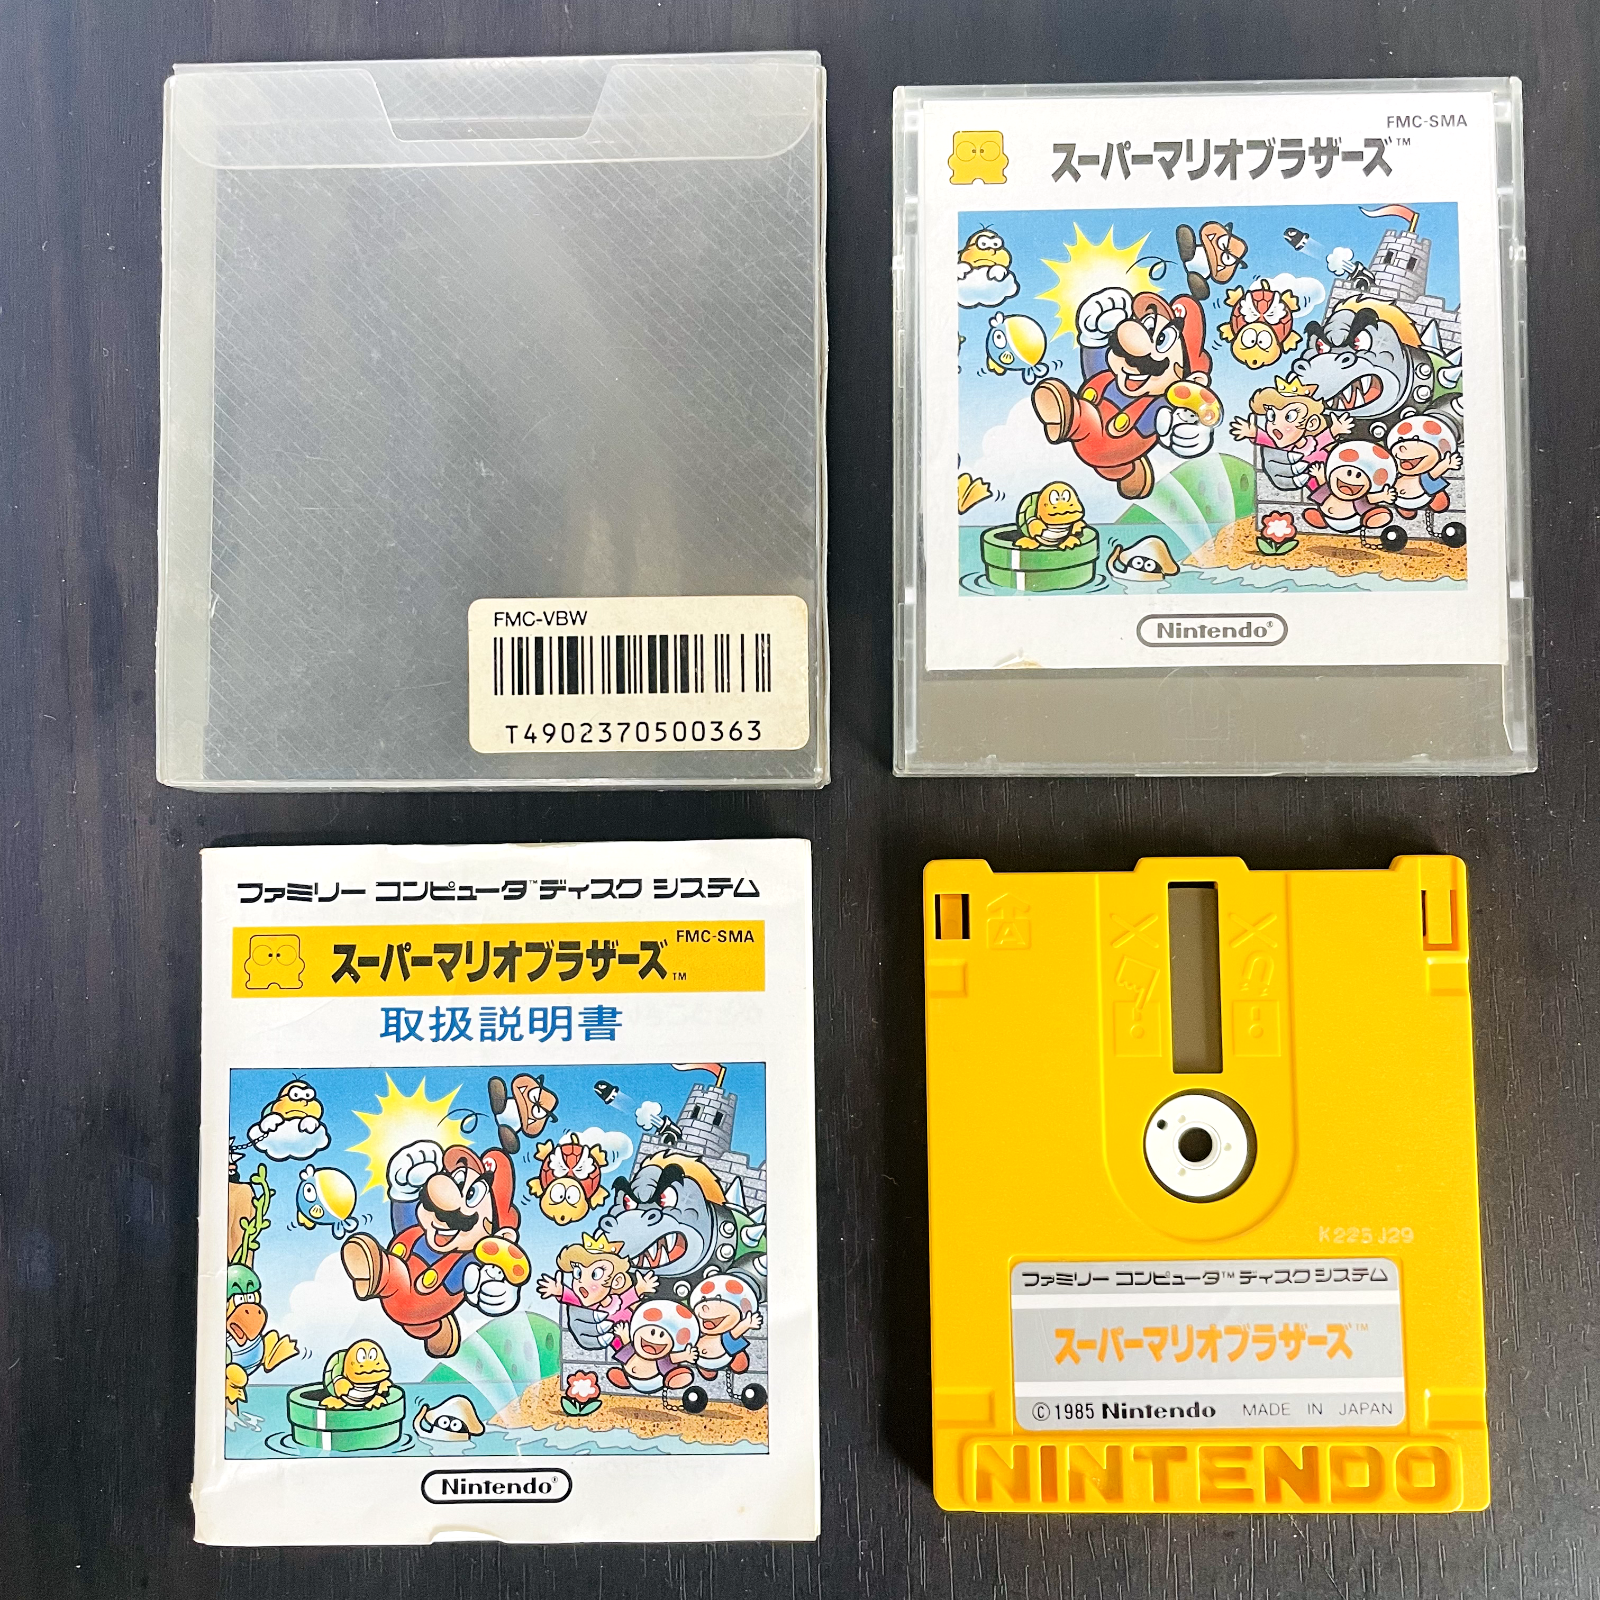 FMC-VBW
T4902370500363
FMC-SMA
スーパーマリオブラザーズ™
M
Nintendo®
ファミリー コンピュータ™ ディスク システム
FMC-SMA
スーパーマリオブラザーズ™
取扱説明書
M
Nintendo®
A
K225 J29
ファミリー コンピュータ™ ディスク システム
スーパーマリオブラザーズ™
©1985 Nintendo MADE IN JAPAN
NINTENDO